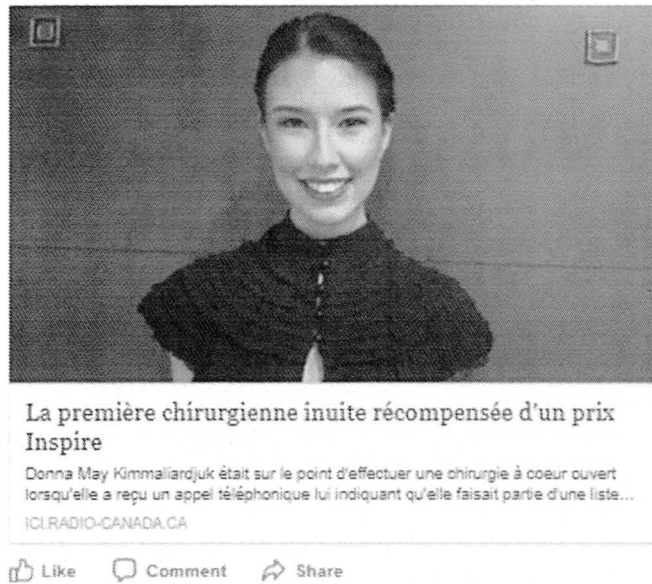 La première chirurgienne inuite récompensée d'un prix
Inspire
Donna May Kimmaliardjuk était sur le point d'effectuer une chirurgie à coeur ouvert
lorsqu'elle a reçu un appel téléphonique lui indiquant qu'elle faisait partie d'une liste...
ICI.RADIO-CANADA.CA
Like Comment Share